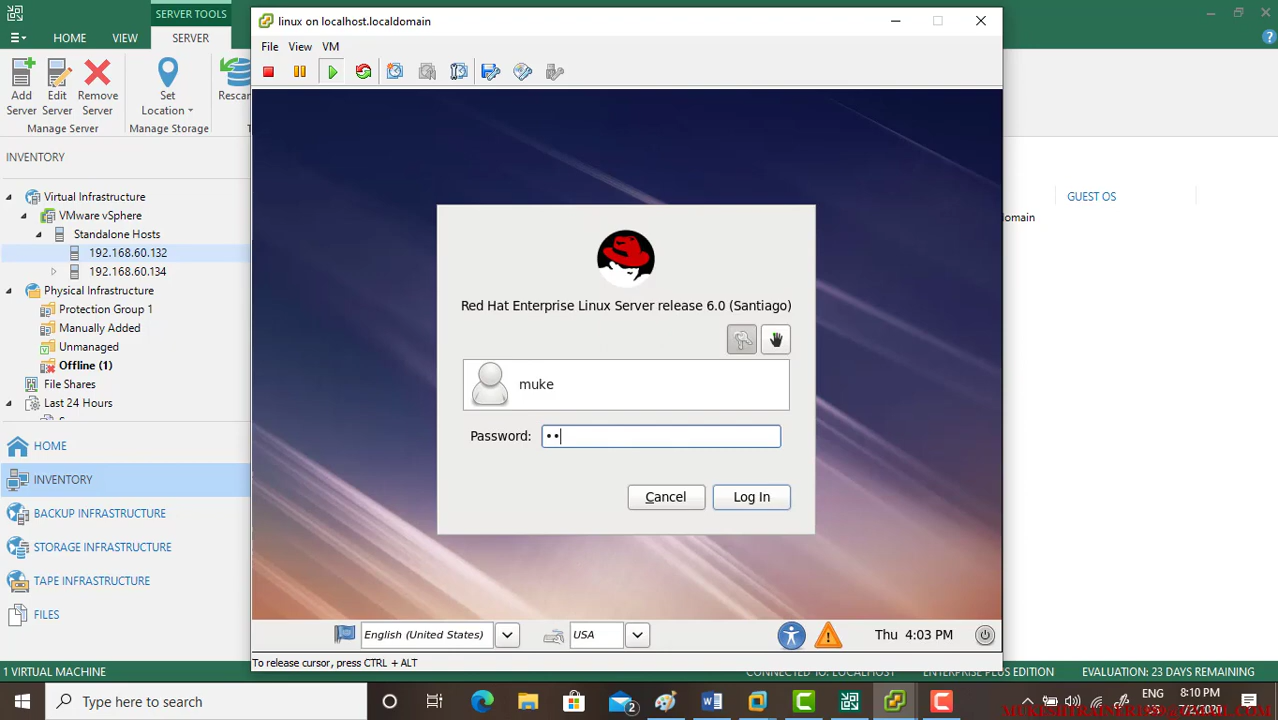 SERVER TOOLS
HOME VIEW SERVER
linux on localhost.localdomain
File View VM
Add Server
Edit Server
Remove Server
Set Location
Rescan
Manage Server
Manage Storage
INVENTORY
Virtual Infrastructure
VMware vSphere
Standalone Hosts
192.168.60.132
192.168.60.134
Physical Infrastructure
Protection Group 1
Manually Added
Unmanaged
Offline (1)
File Shares
Last 24 Hours
HOME
INVENTORY
BACKUP INFRASTRUCTURE
STORAGE INFRASTRUCTURE
TAPE INFRASTRUCTURE
FILES
GUEST OS
domain
Red Hat Enterprise Linux Server release 6.0 (Santiago)
muke
Password: ••
Cancel Log In
English (United States) USA Thu 4:03 PM
To release cursor, press CTRL + ALT
1 VIRTUAL MACHINE CONNECTED TO: LOCALHOST ENTERPRISE PLUS EDITION EVALUATION: 23 DAYS REMAINING
Type here to search
2
ENG
8:10 PM
7/2/2020